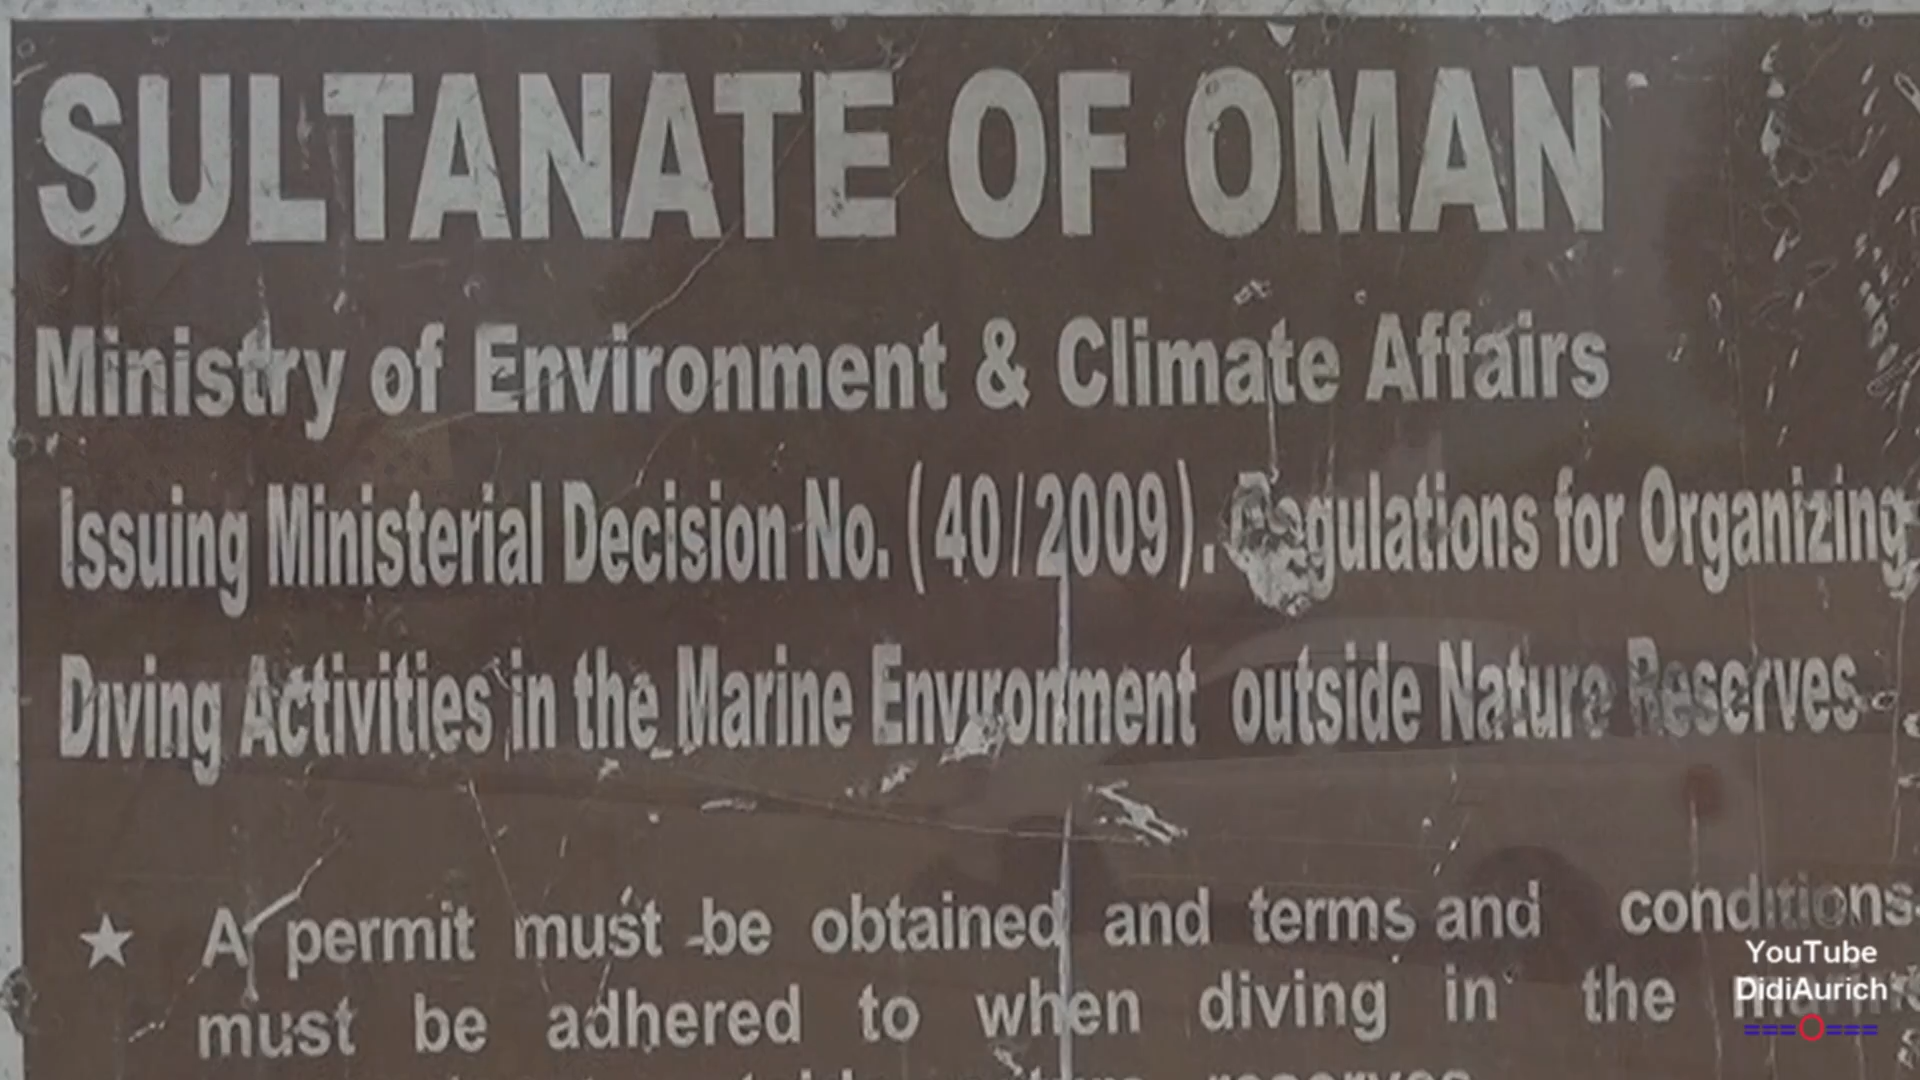 SULTANATE OF OMAN
Ministry of Environment & Climate Affairs
Issuing Ministerial Decision No. (40/2009). Regulations for Organizing
Diving Activities in the Marine Environment outside Nature Reserves
★ A permit must be obtained and terms and conditions
must be adhered to when diving in the
reserves
YouTube
DidiAurich
===O===